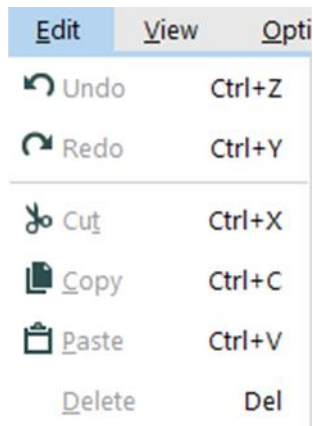 Edit View Opti
Undo Ctrl+Z
Redo Ctrl+Y
Cut Ctrl+X
Copy Ctrl+C
Paste Ctrl+V
Delete Del